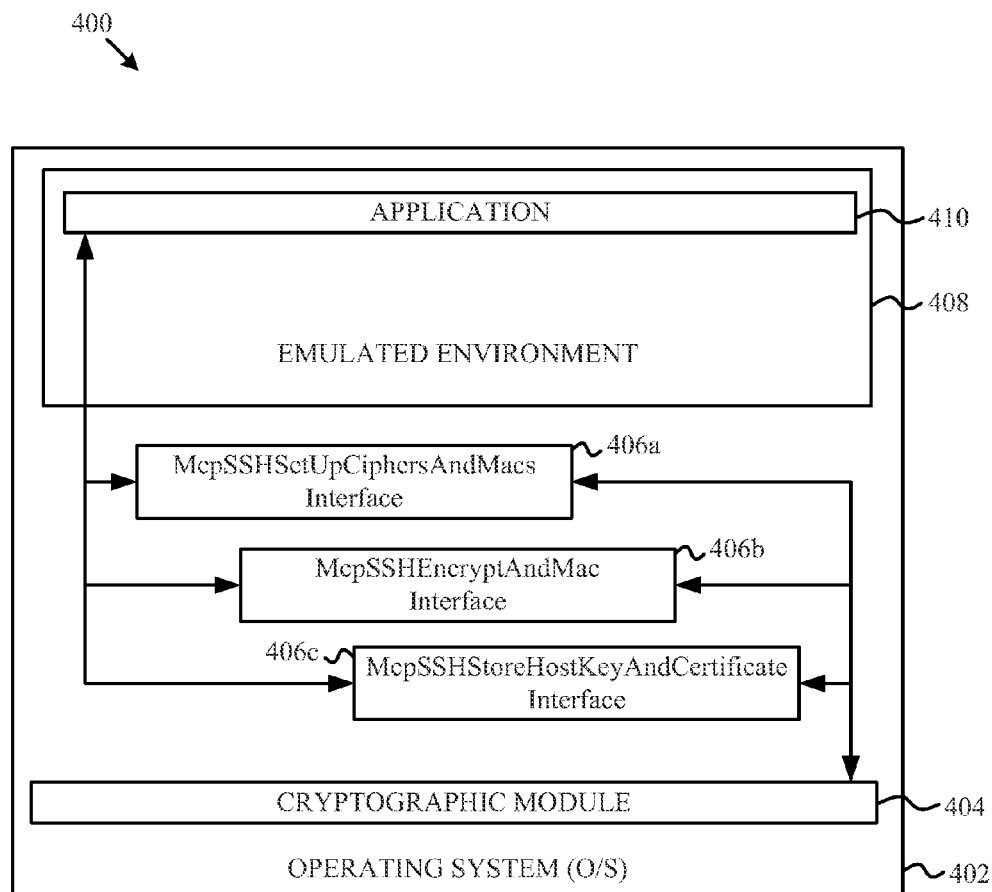 400
APPLICATION
410
408
EMULATED ENVIRONMENT
McpSSHSetUpCiphersAndMacs
Interface
406a
McpSSHEncryptAndMac
Interface
406b
406c
McpSSHStoreHostKeyAndCertificate
Interface
CRYPTOGRAPHIC MODULE
404
OPERATING SYSTEM (O/S)
402